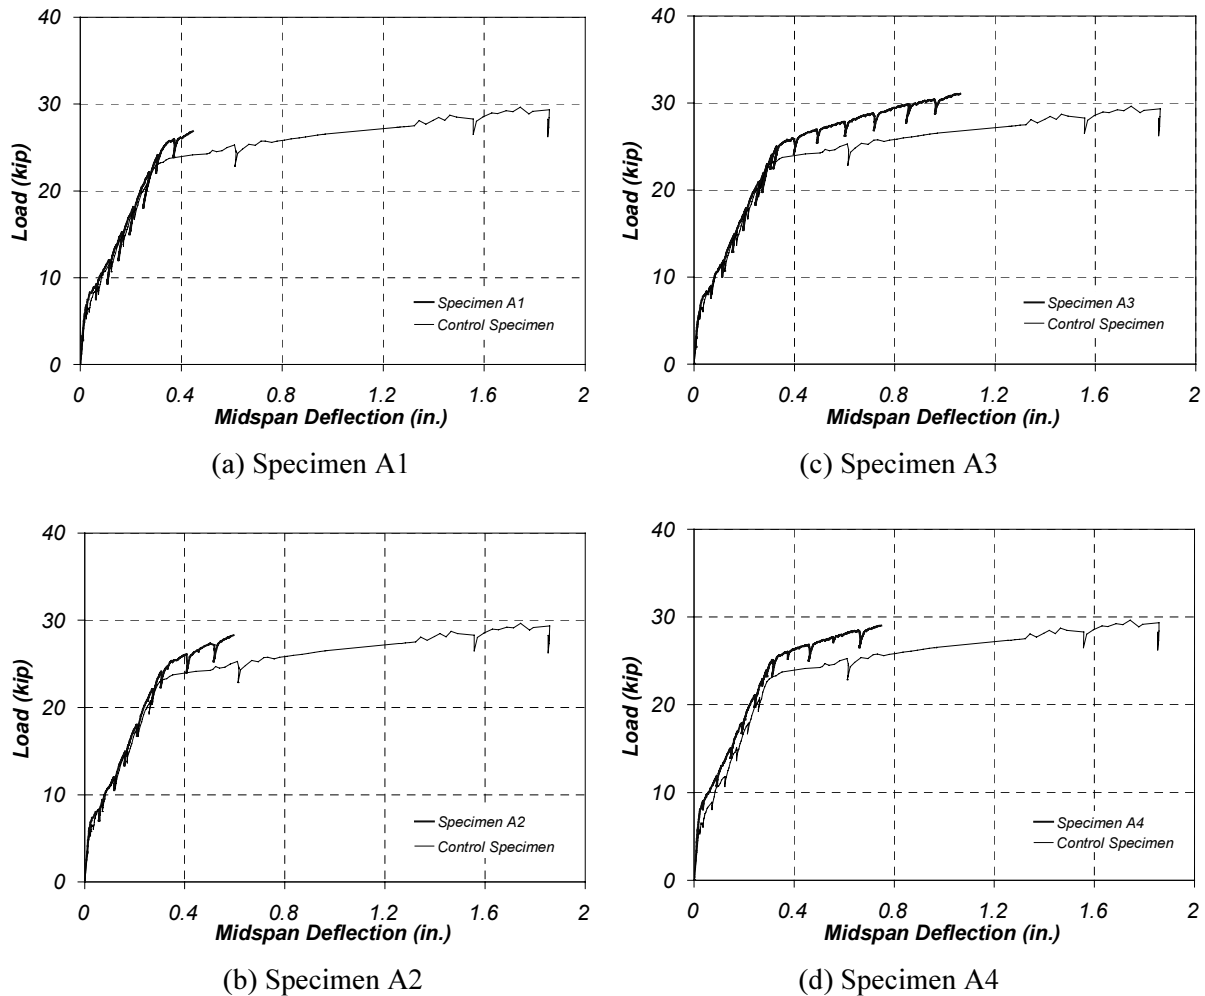 40
30
20
10
0
Load (kip)
Specimen A1
Control Specimen
0 0.4 0.8 1.2 1.6 2
Midspan Deflection (in.)
(a) Specimen A1
40
30
20
10
0
Load (kip)
Specimen A3
Control Specimen
0 0.4 0.8 1.2 1.6 2
Midspan Deflection (in.)
(c) Specimen A3
40
30
20
10
0
Load (kip)
Specimen A2
Control Specimen
0 0.4 0.8 1.2 1.6 2
Midspan Deflection (in.)
(b) Specimen A2
40
30
20
10
0
Load (kip)
Specimen A4
Control Specimen
0 0.4 0.8 1.2 1.6 2
Midspan Deflection (in.)
(d) Specimen A4